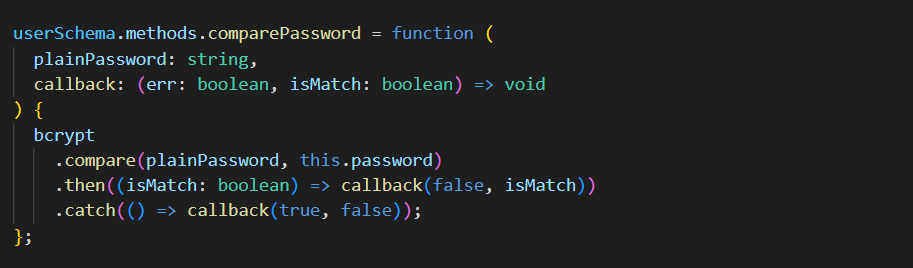 userSchema.methods.comparePassword = function (
  plainPassword: string,
  callback: (err: boolean, isMatch: boolean) => void
) {
  bcrypt
    .compare(plainPassword, this.password)
    .then((isMatch: boolean) => callback(false, isMatch))
    .catch(() => callback(true, false));
};